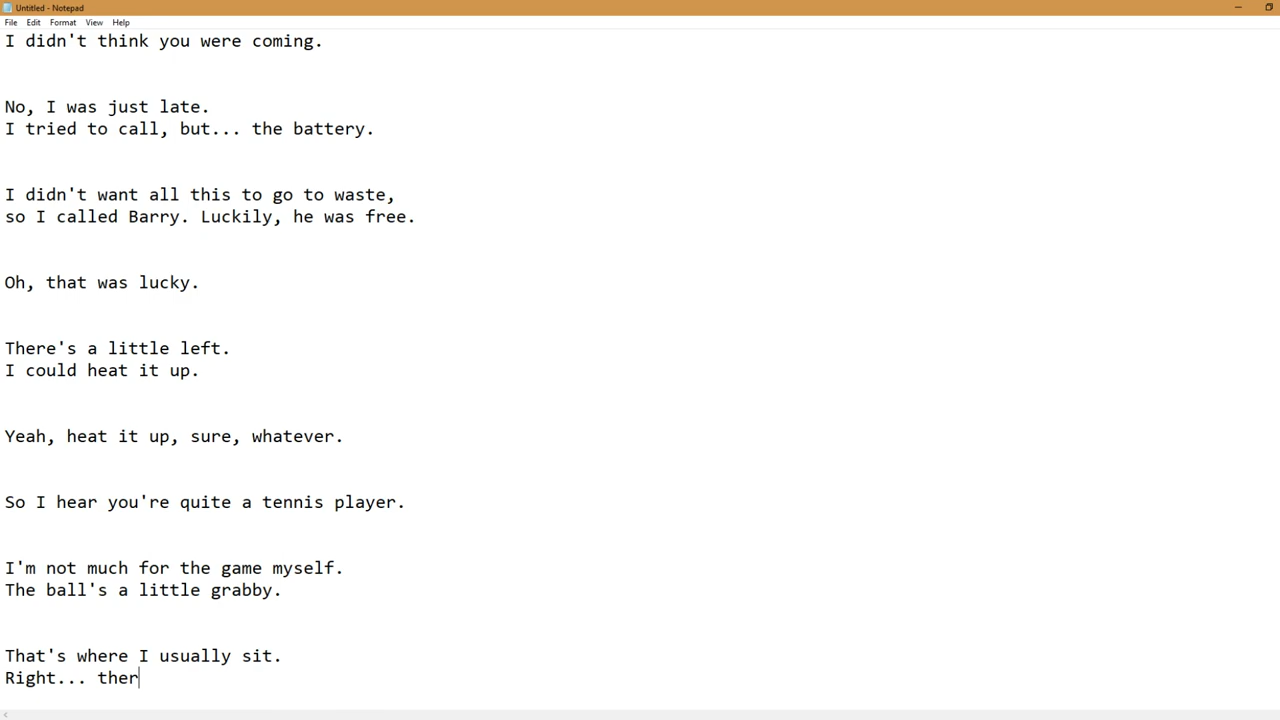 Untitled - Notepad
File Edit Format View Help
I didn't think you were coming.
No, I was just late.
I tried to call, but... the battery.
I didn't want all this to go to waste,
so I called Barry. Luckily, he was free.
Oh, that was lucky.
There's a little left.
I could heat it up.
Yeah, heat it up, sure, whatever.
So I hear you're quite a tennis player.
I'm not much for the game myself.
The ball's a little grabby.
That's where I usually sit.
Right... ther